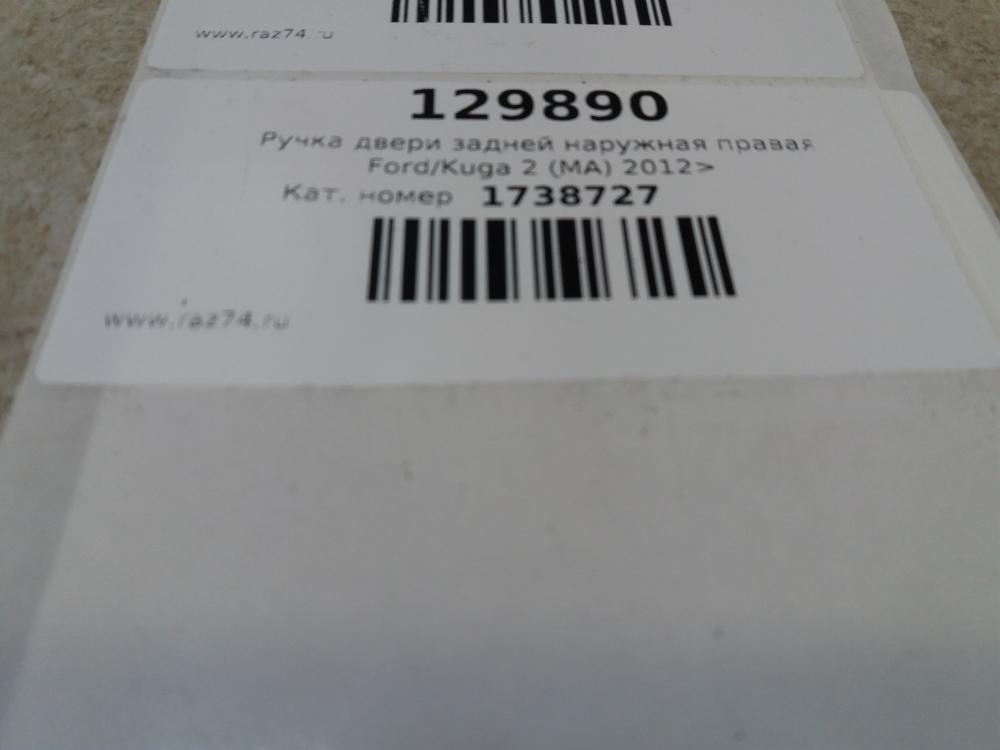 www.raz74.ru
129890
Ручка двери задней наружная правая
Ford/Kuga 2 (MA) 2012>
Кат. номер 1738727
www.raz74.ru